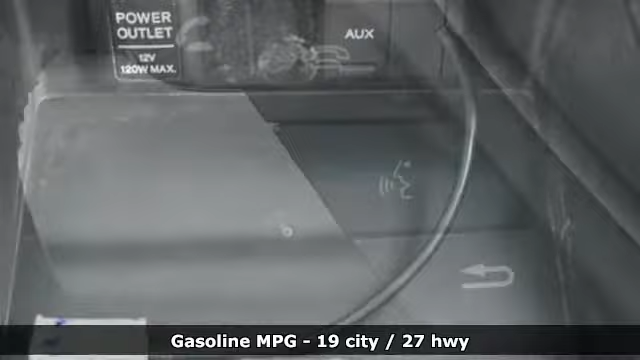 POWER
OUTLET
12V
120W MAX.
AUX
Gasoline MPG - 19 city / 27 hwy